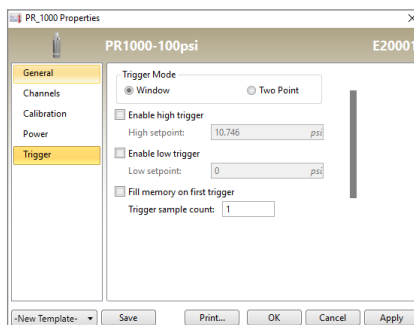 PR_1000 Properties
PR1000-100psi
E20001
General
Channels
Calibration
Power
Trigger
Trigger Mode
Window
Two Point
Enable high trigger
High setpoint: 10.746 psi
Enable low trigger
Low setpoint: 0 psi
Fill memory on first trigger
Trigger sample count: 1
-New Template- Save Print... OK Cancel Apply